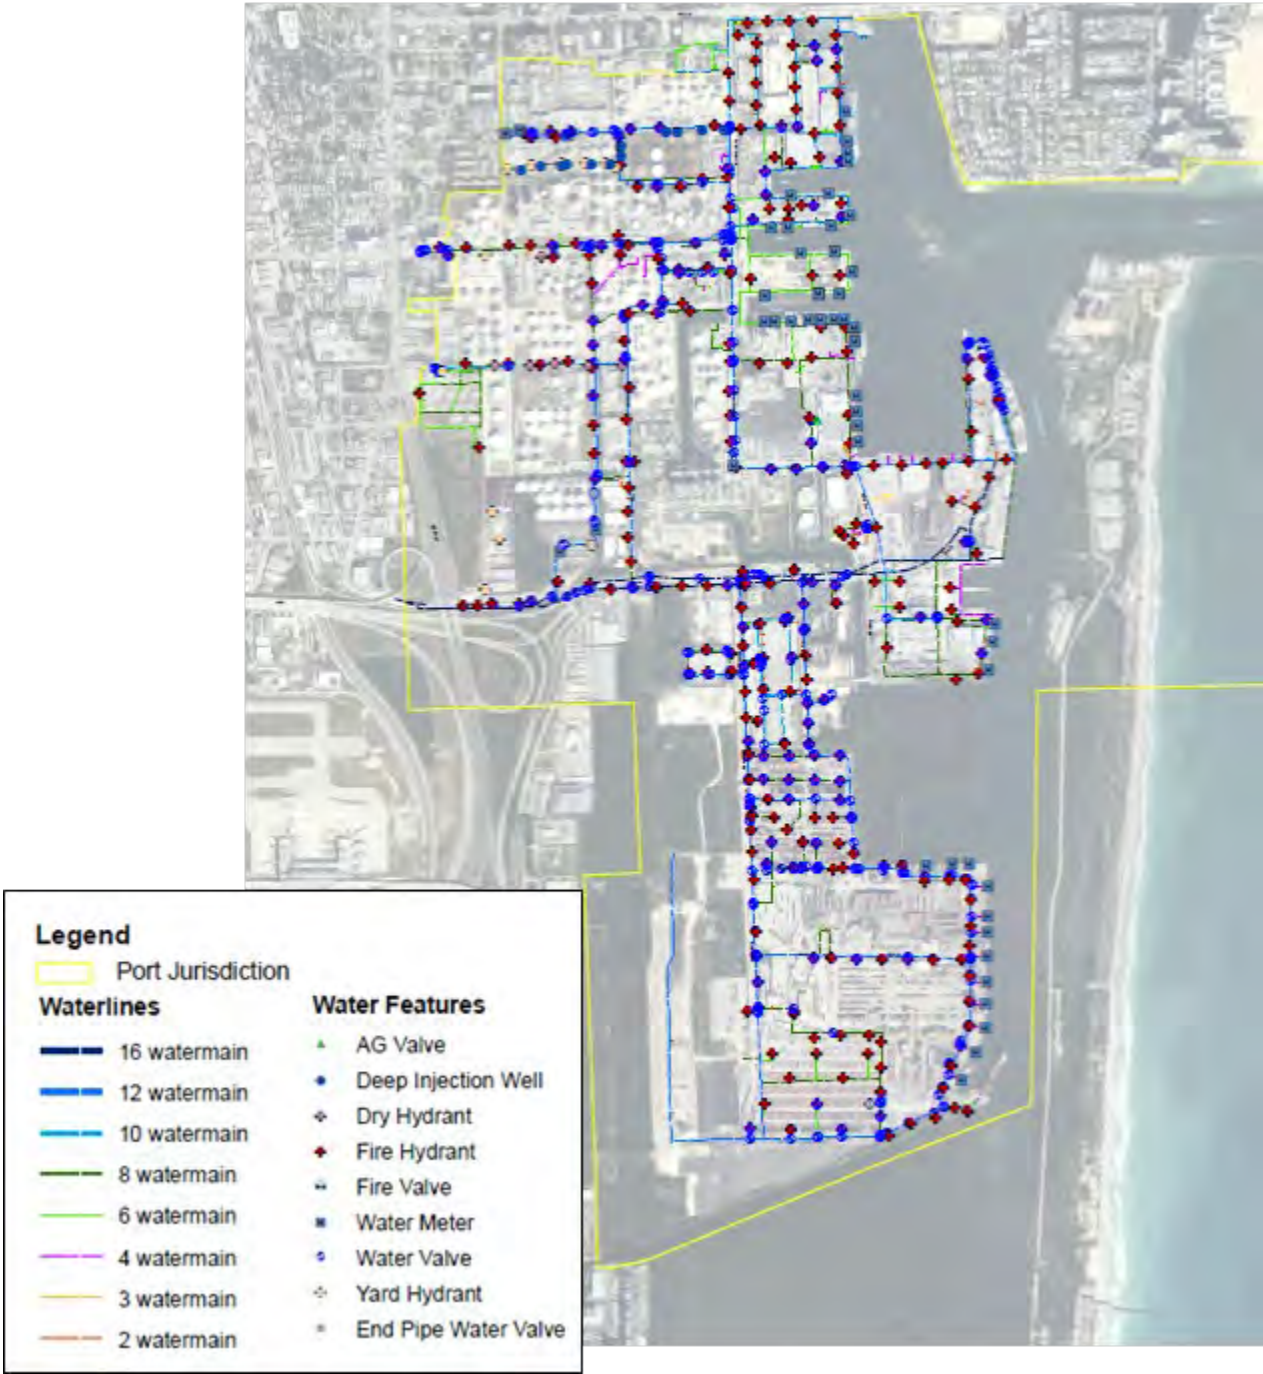 Legend
Port Jurisdiction
Waterlines
16 watermain
12 watermain
10 watermain
8 watermain
6 watermain
4 watermain
3 watermain
2 watermain
Water Features
AG Valve
Deep Injection Well
Dry Hydrant
Fire Hydrant
Fire Valve
Water Meter
Water Valve
Yard Hydrant
End Pipe Water Valve